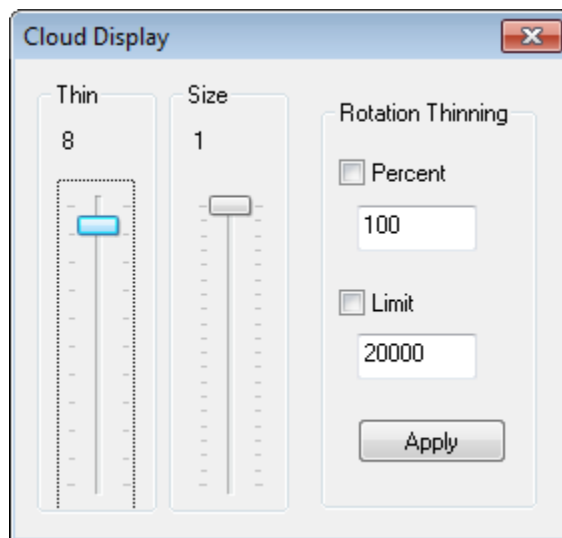 Cloud Display
Thin
8
Size
1
Rotation Thinning
Percent
100
Limit
20000
Apply